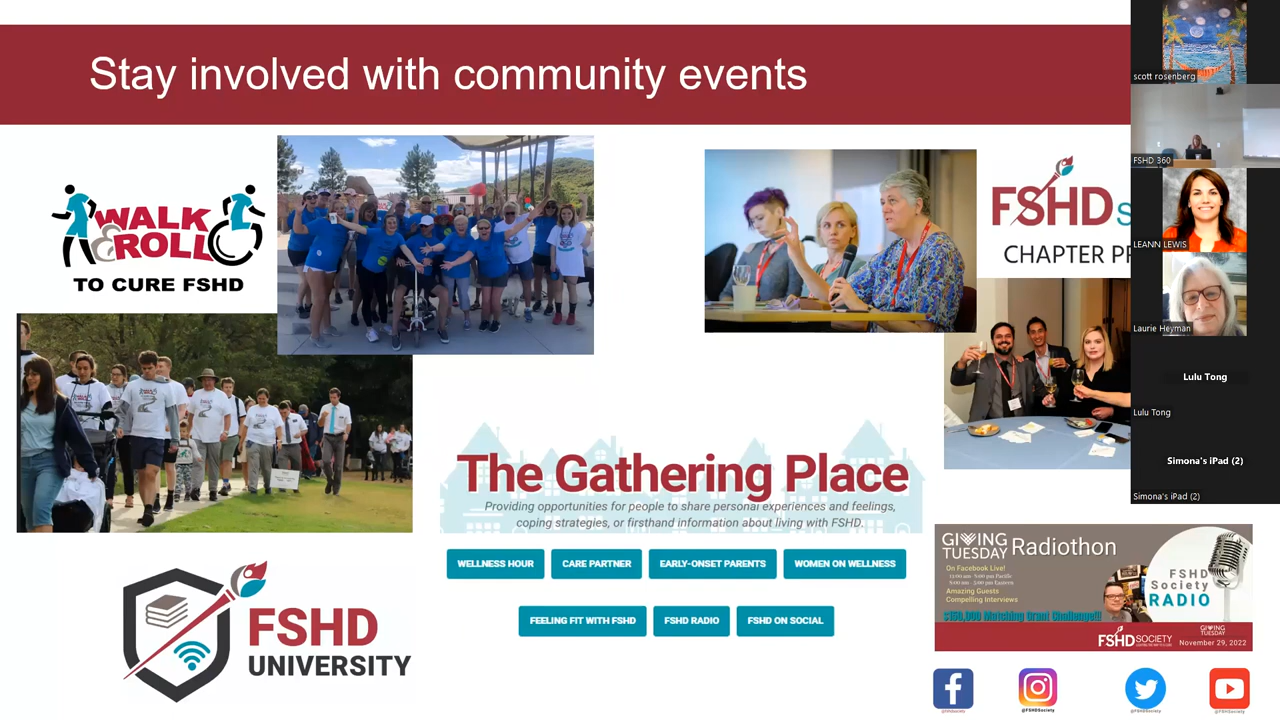 Stay involved with community events
WALK
& ROLL
TO CURE FSHD
FSHD
CHAPTER
The Gathering Place
Providing opportunities for people to share personal experiences and feelings,
coping strategies, or firsthand information about living with FSHD.
WELLNESS HOUR
CARE PARTNER
EARLY-ONSET PARENTS
WOMEN ON WELLNESS
FEELING FIT WITH FSHD
FSHD RADIO
FSHD ON SOCIAL
FSHD
UNIVERSITY
GIVING
TUESDAY
Radiothon
On Facebook Live!
Amazing Guests
Compelling Interviews
$150,000 Matching Grant Challenge!!!
FSHD
Society
RADIO
FSHD SOCIETY
GIVING
TUESDAY
November 29, 2022
@FSHDSociety
@FSHDSociety
@FSHDSociety
scott rosenberg
FSHD 360
LEANN LEWIS
Laurie Heyman
Lulu Tong
Lulu Tong
Simona's iPad (2)
Simona's iPad (2)